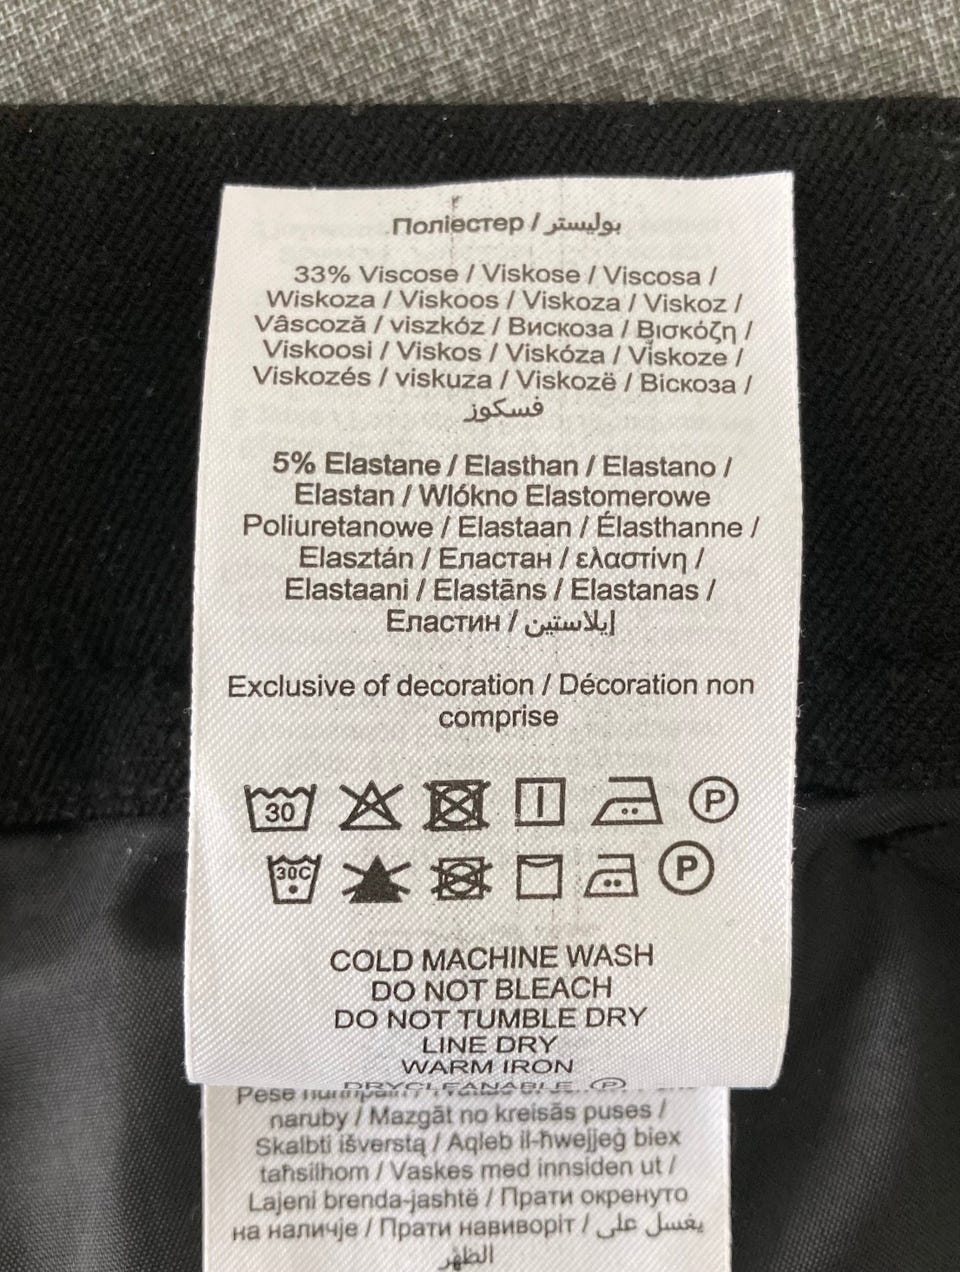 Поліестер / بوليستر
33% Viscose / Viskose / Viscosa /
Wiskoza / Viskoos / Viskoza / Viskoz /
Vâscoză / viszkóz / Вискоза / Βισκόζη /
Viskoosi / Viskos / Viskóza / Viskoze /
Viskozés / viskuza / Viskozë / Віскоза /
فسكوز
5% Elastane / Elasthan / Elastano /
Elastan / Wlókno Elastomerowe
Poliuretanowe / Elastaan / Élasthanne /
Elasztán / Еластан / ελαστίνη /
Elastaani / Elastāns / Elastanas /
Еластин / إيلاستين
Exclusive of decoration / Décoration non
comprise
30 P
30C P
COLD MACHINE WASH
DO NOT BLEACH
DO NOT TUMBLE DRY
LINE DRY
WARM IRON
DRYCLEANABLE P
Pese
naruby / Mazgāt no kreisās puses /
Skalbti išverstą / Aqleb il-ħwejjeġ biex
taħsilhom / Vaskes med innsiden ut /
Lajeni brenda-jashtë / Прати окренуто
на наличје / Прати навиворіт / يغسل على
الظهر